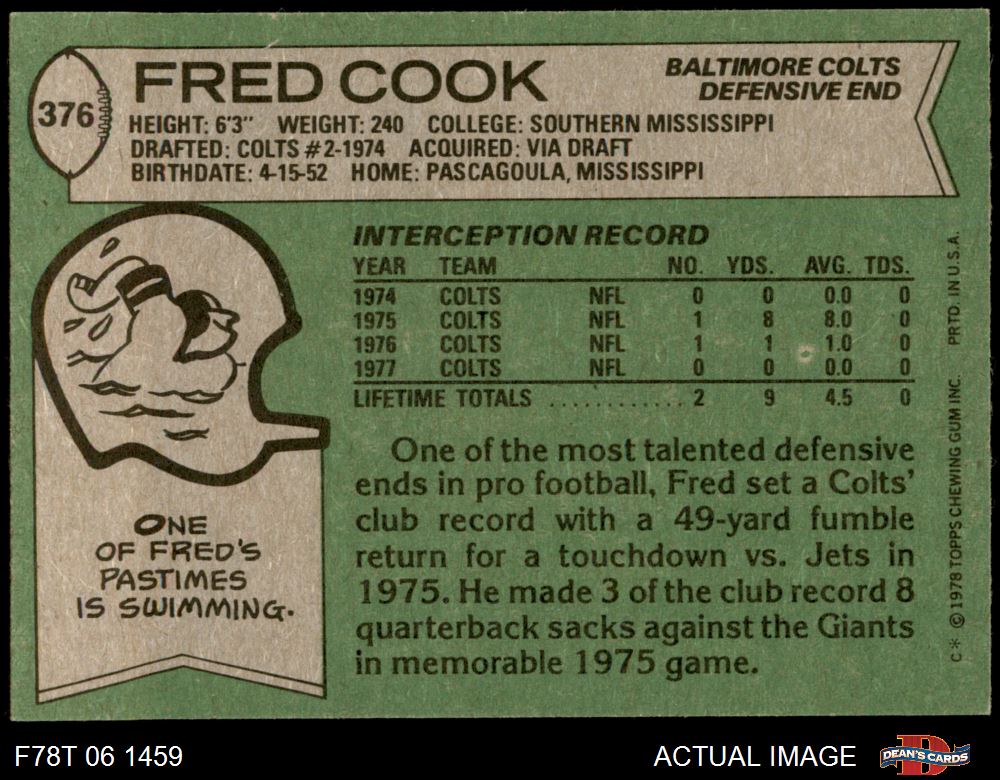 376
FRED COOK
BALTIMORE COLTS
DEFENSIVE END
HEIGHT: 6'3" WEIGHT: 240 COLLEGE: SOUTHERN MISSISSIPPI
DRAFTED: COLTS #2-1974 ACQUIRED: VIA DRAFT
BIRTHDATE: 4-15-52 HOME: PASCAGOULA, MISSISSIPPI
INTERCEPTION RECORD
YEAR TEAM NO. YDS. AVG. TDS.
1974 COLTS NFL 0 0 0.0 0
1975 COLTS NFL 1 8 8.0 0
1976 COLTS NFL 1 1 1.0 0
1977 COLTS NFL 0 0 0.0 0
LIFETIME TOTALS ............ 2 9 4.5 0
One of the most talented defensive
ends in pro football, Fred set a Colts'
club record with a 49-yard fumble
return for a touchdown vs. Jets in
1975. He made 3 of the club record 8
quarterback sacks against the Giants
in memorable 1975 game.
ONE
OF FRED'S
PASTIMES
IS SWIMMING.
C* © 1978 TOPPS CHEWING GUM INC. PRTD. IN U.S.A.
F78T 06 1459
ACTUAL IMAGE
DEAN'S CARDS